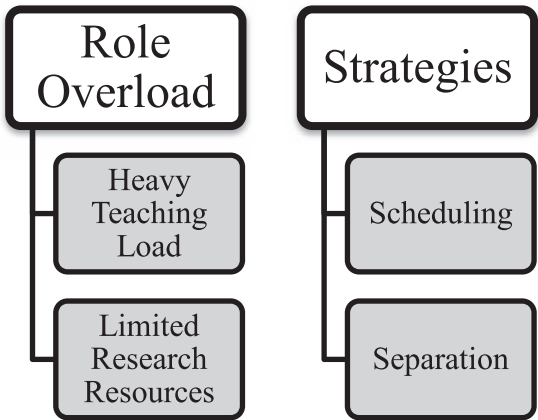 Role
Overload
Heavy
Teaching
Load
Limited
Research
Resources
Strategies
Scheduling
Separation